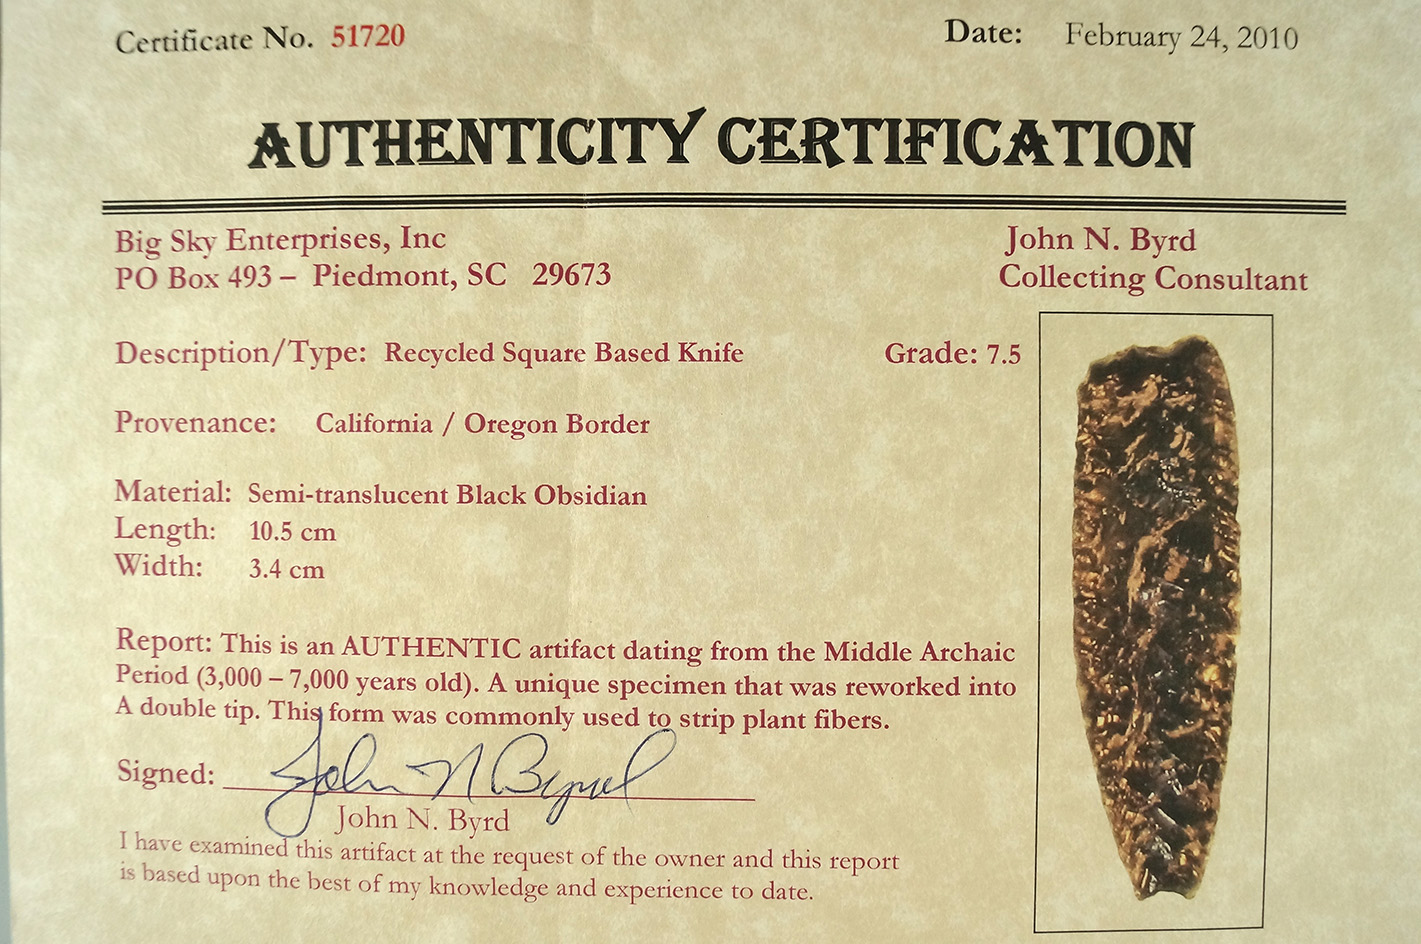 Certificate No. 51720
Date: February 24, 2010
AUTHENTICITY CERTIFICATION
Big Sky Enterprises, Inc
PO Box 493 – Piedmont, SC 29673
John N. Byrd
Collecting Consultant
Description/Type: Recycled Square Based Knife
Grade: 7.5
Provenance: California / Oregon Border
Material: Semi-translucent Black Obsidian
Length: 10.5 cm
Width: 3.4 cm
Report: This is an AUTHENTIC artifact dating from the Middle Archaic
Period (3,000 – 7,000 years old). A unique specimen that was reworked into
A double tip. This form was commonly used to strip plant fibers.
Signed: John N Byrd
John N. Byrd
I have examined this artifact at the request of the owner and this report
is based upon the best of my knowledge and experience to date.